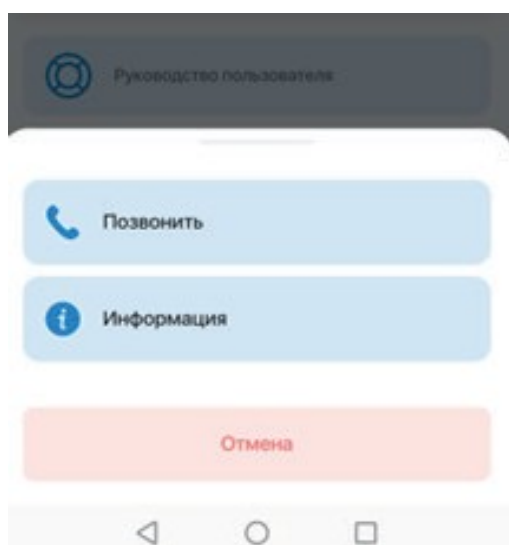 Руководство пользователя
Позвонить
Информация
Отмена